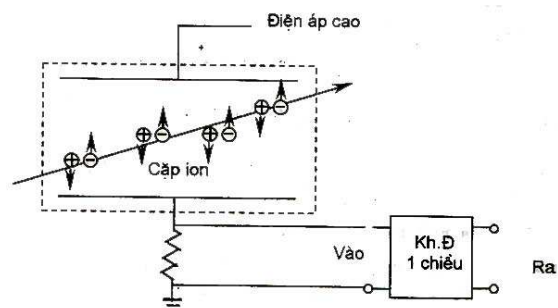 Điện áp cao
Cặp ion
Vào
Kh.Đ
1 chiều
Ra